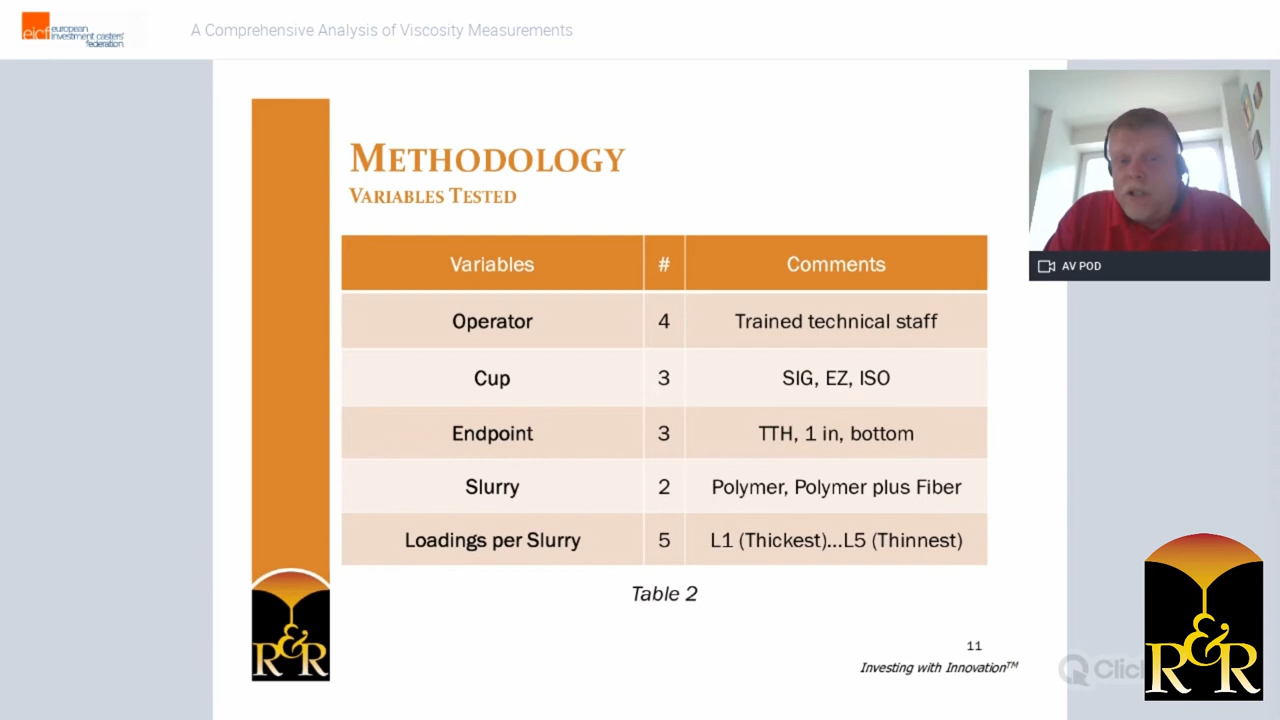 eicf european
investment casters'
federation.
A Comprehensive Analysis of Viscosity Measurements
METHODOLOGY
VARIABLES TESTED
Variables # Comments
Operator 4 Trained technical staff
Cup 3 SIG, EZ, ISO
Endpoint 3 TTH, 1 in, bottom
Slurry 2 Polymer, Polymer plus Fiber
Loadings per Slurry 5 L1 (Thickest)...L5 (Thinnest)
Table 2
11
Investing with Innovation™
R&R
AV POD
Click
R&R